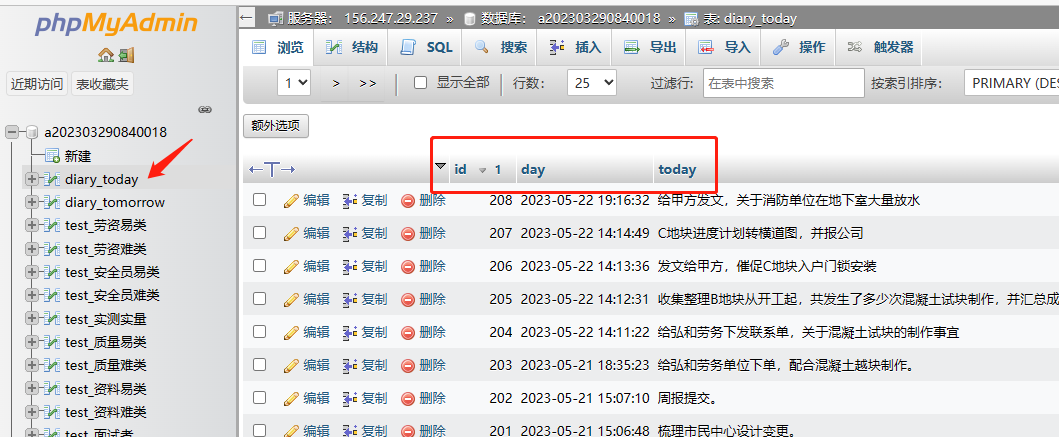 phpMyAdmin
近期访问 表收藏夹
a202303290840018
新建
diary_today
diary_tomorrow
test_劳资易类
test_劳资难类
test_安全员易类
test_安全员难类
test_实测实量
test_质量易类
test_质量难类
test_资料易类
test_资料难类
test_面试者
服务器: 156.247.29.237 » 数据库: a202303290840018 » 表: diary_today
浏览 结构 SQL 搜索 插入 导出 导入 操作 触发器
1 > >> 显示全部 行数: 25 过滤行: 在表中搜索 按索引排序: PRIMARY (DES
额外选项
←T→ id 1 day today
编辑 复制 删除 208 2023-05-22 19:16:32 给甲方发文，关于消防单位在地下室大量放水
编辑 复制 删除 207 2023-05-22 14:14:49 C地块进度计划转横道图，并报公司
编辑 复制 删除 206 2023-05-22 14:13:36 发文给甲方，催促C地块入户门锁安装
编辑 复制 删除 205 2023-05-22 14:12:31 收集整理B地块从开工起，共发生了多少次混凝土试块制作，并汇总成
编辑 复制 删除 204 2023-05-22 14:11:22 给弘和劳务下发联系单，关于混凝土试块的制作事宜
编辑 复制 删除 203 2023-05-21 18:35:23 给弘和劳务单位下单，配合混凝土越块制作。
编辑 复制 删除 202 2023-05-21 15:07:10 周报提交。
编辑 复制 删除 201 2023-05-21 15:06:48 梳理市民中心设计变更。